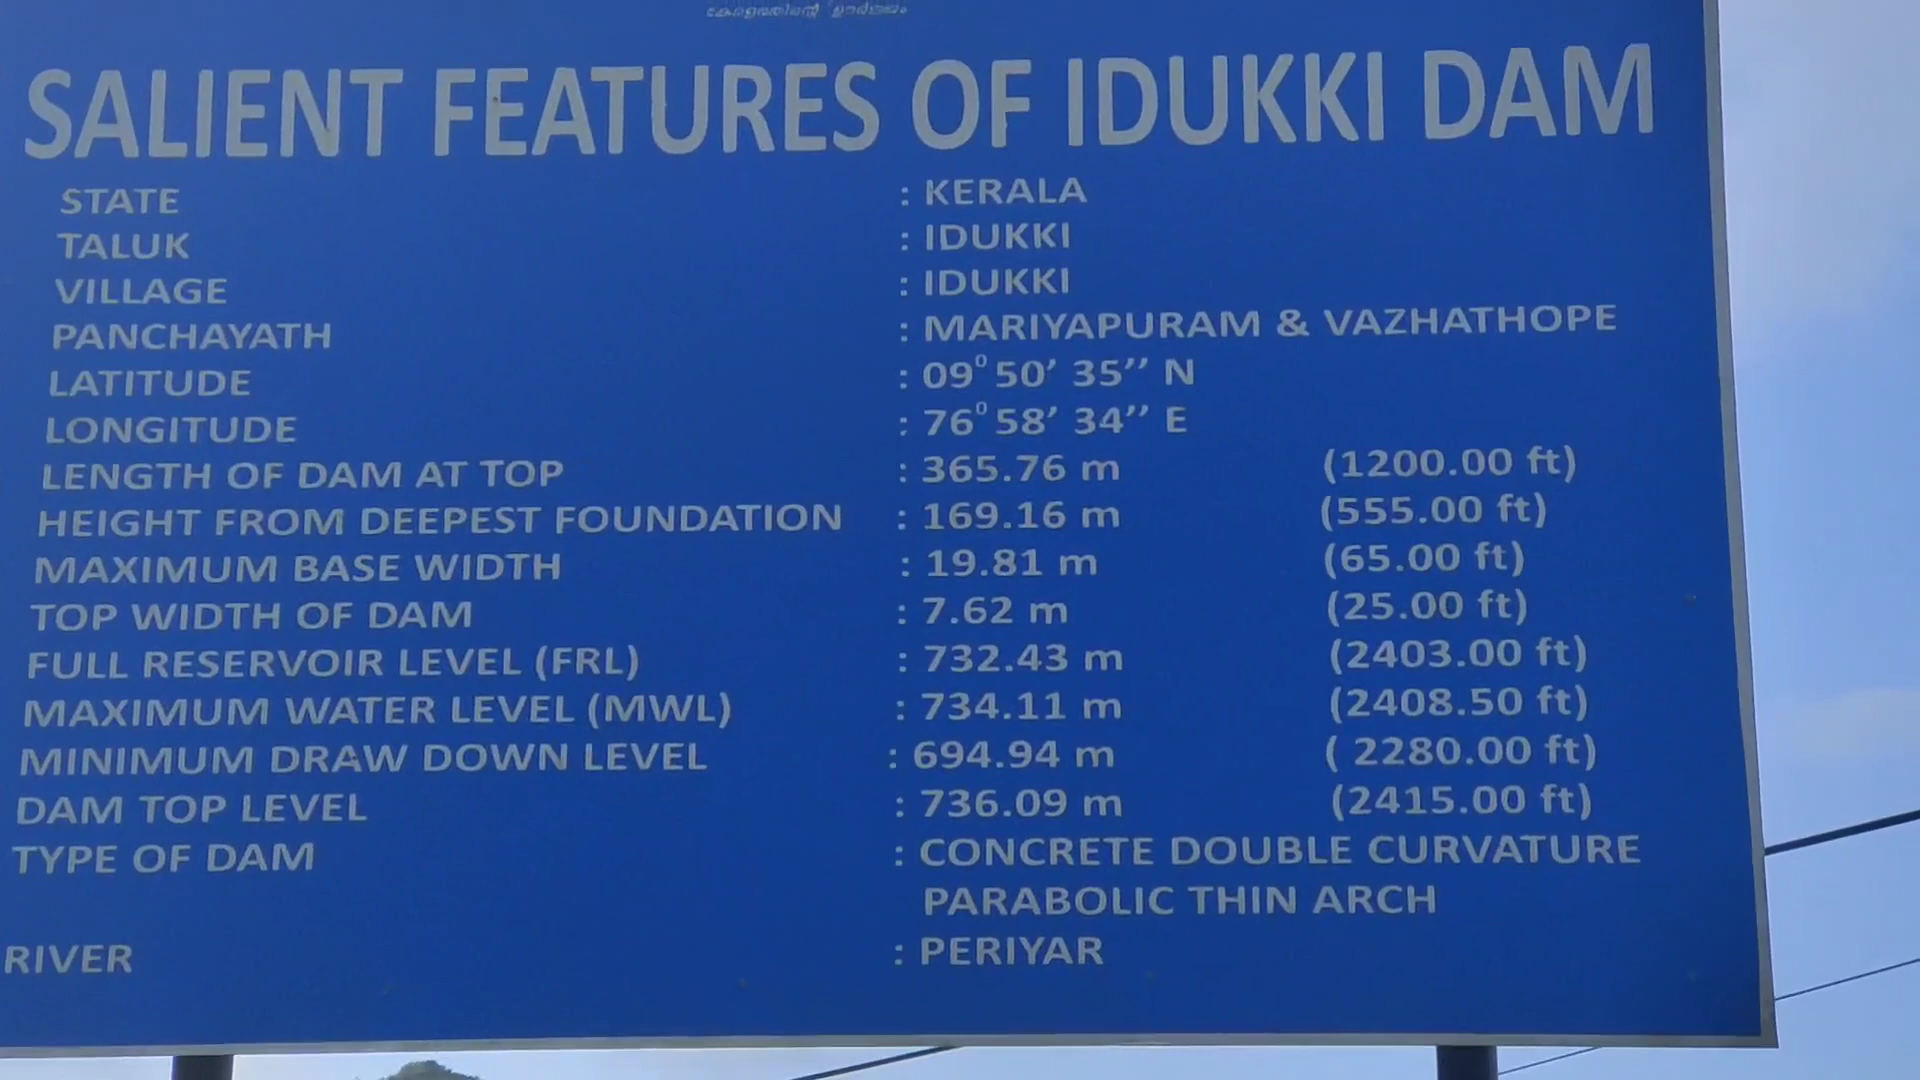 കേരളത്തിന്റെ ഊർജ്ജം
SALIENT FEATURES OF IDUKKI DAM
STATE : KERALA
TALUK : IDUKKI
VILLAGE : IDUKKI
PANCHAYATH : MARIYAPURAM & VAZHATHOPE
LATITUDE : 09⁰ 50’ 35’’ N
LONGITUDE : 76⁰ 58’ 34’’ E
LENGTH OF DAM AT TOP : 365.76 m (1200.00 ft)
HEIGHT FROM DEEPEST FOUNDATION : 169.16 m (555.00 ft)
MAXIMUM BASE WIDTH : 19.81 m (65.00 ft)
TOP WIDTH OF DAM : 7.62 m (25.00 ft)
FULL RESERVOIR LEVEL (FRL) : 732.43 m (2403.00 ft)
MAXIMUM WATER LEVEL (MWL) : 734.11 m (2408.50 ft)
MINIMUM DRAW DOWN LEVEL : 694.94 m ( 2280.00 ft)
DAM TOP LEVEL : 736.09 m (2415.00 ft)
TYPE OF DAM : CONCRETE DOUBLE CURVATURE
PARABOLIC THIN ARCH
RIVER : PERIYAR